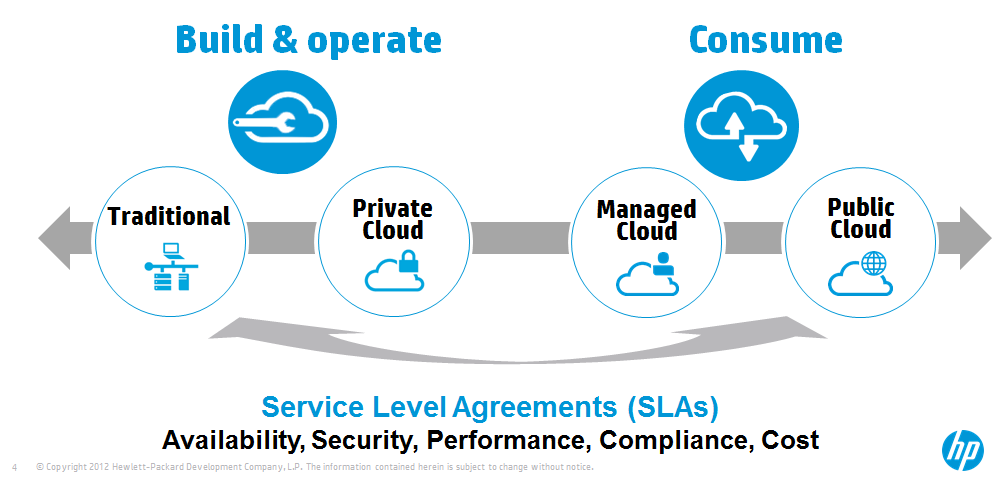 Build & operate
Consume
Traditional
Private
Cloud
Managed
Cloud
Public
Cloud
Service Level Agreements (SLAs)
Availability, Security, Performance, Compliance, Cost
4 © Copyright 2012 Hewlett-Packard Development Company, L.P. The information contained herein is subject to change without notice.
hp